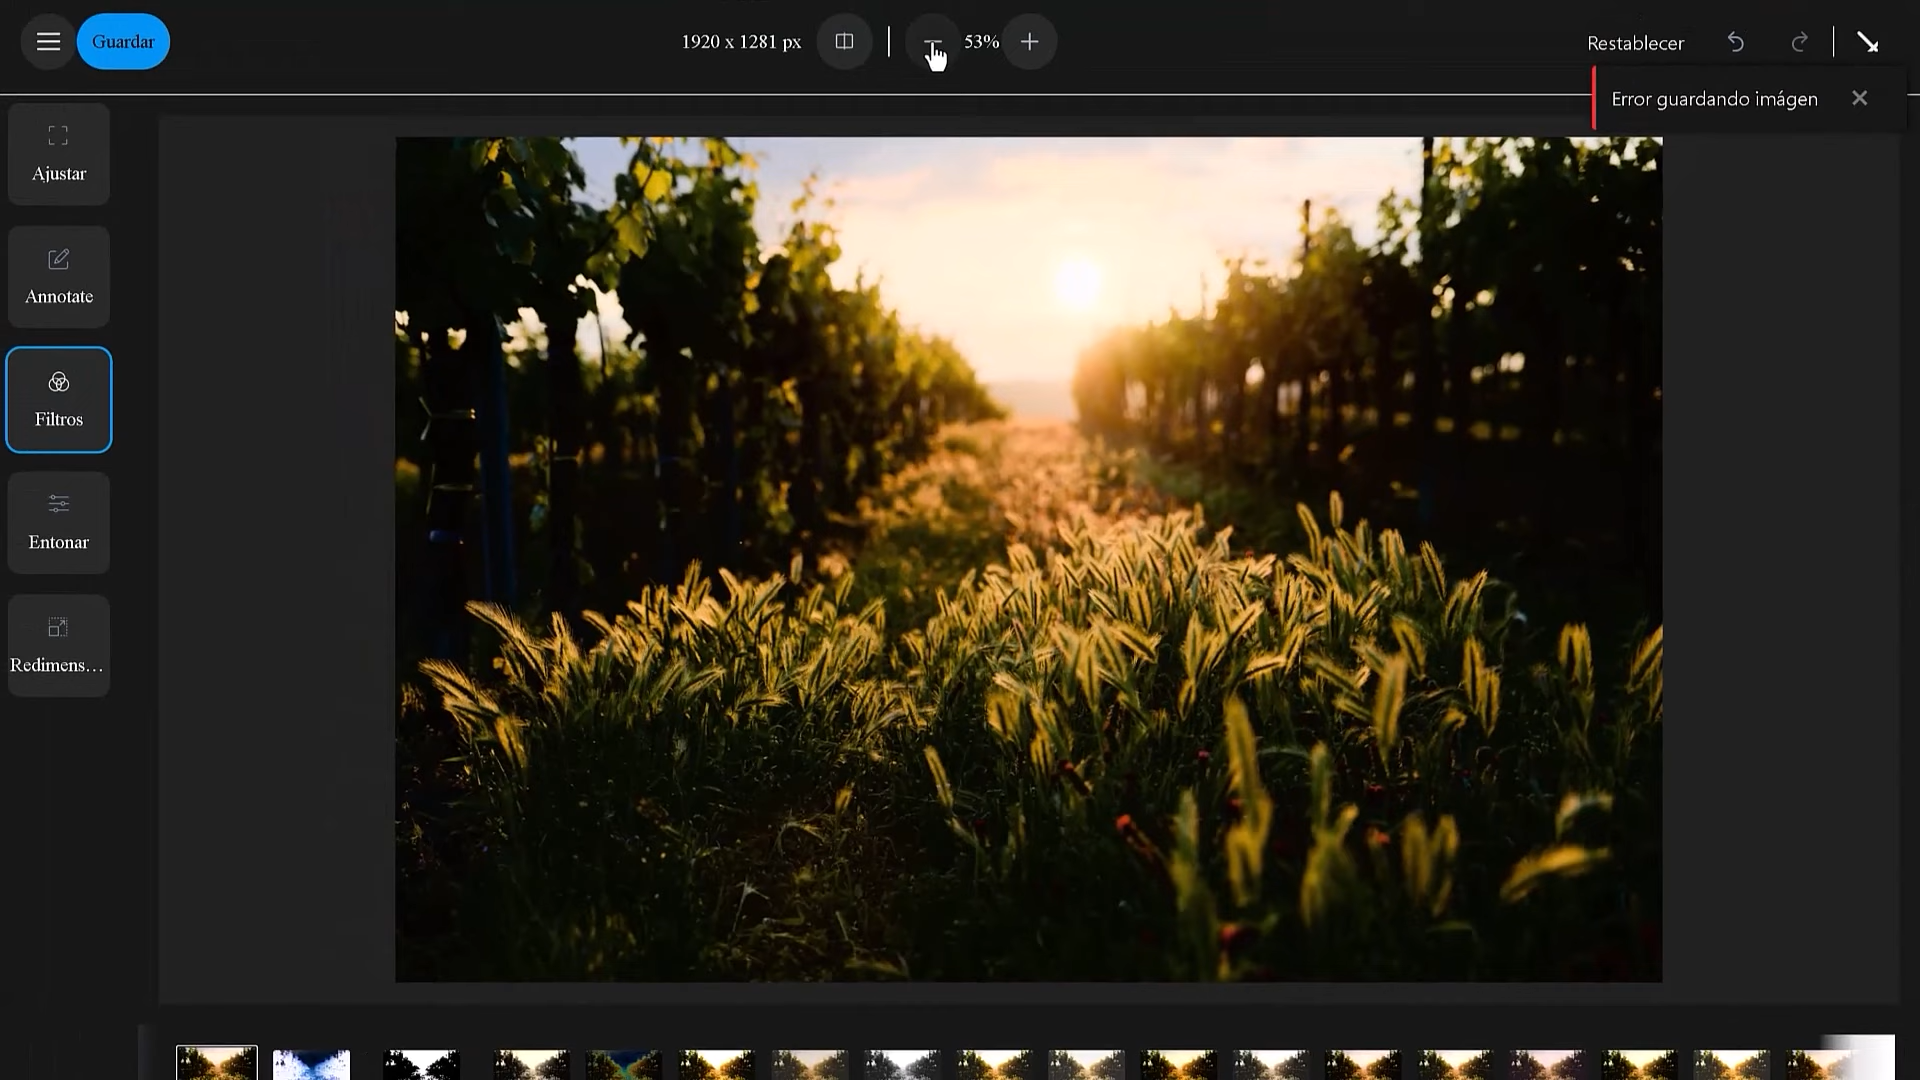 Guardar
1920 x 1281 px
53%
Restablecer
Error guardando imágen
Ajustar
Annotate
Filtros
Entonar
Redimens...